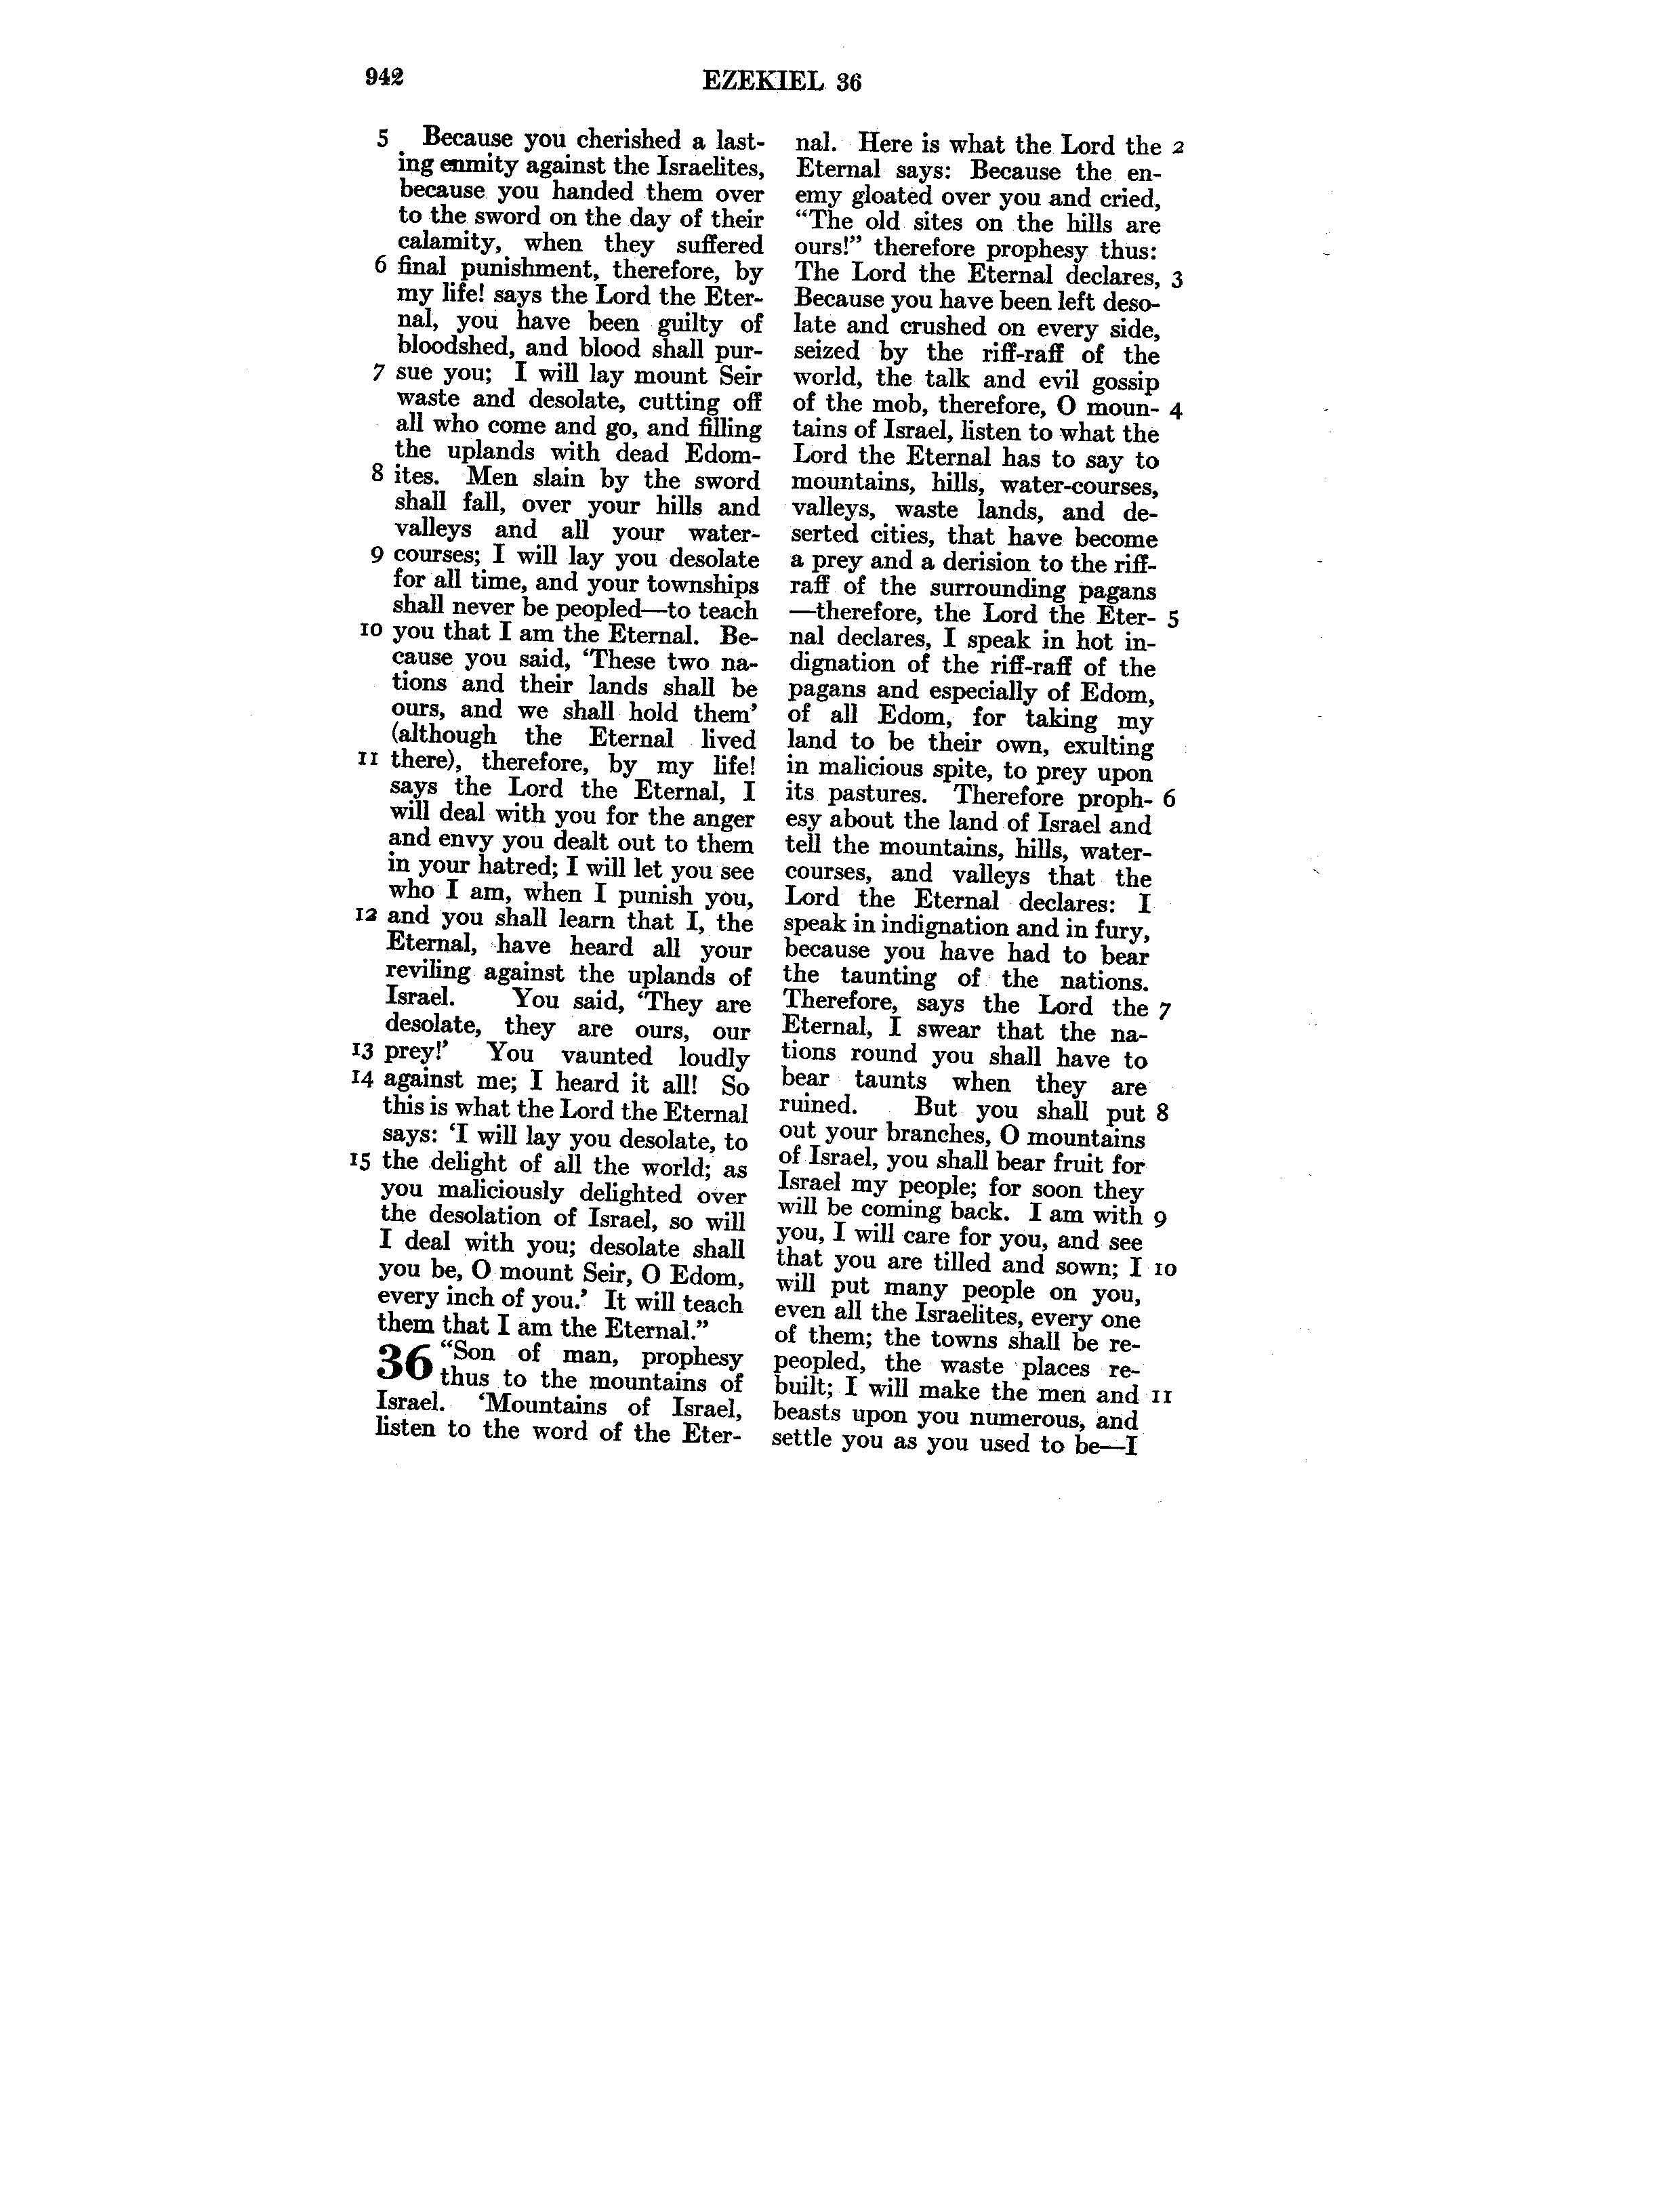 942
EZEKIEL 36
5 Because you cherished a last-
ing enmity against the Israelites,
because you handed them over
to the sword on the day of their
calamity, when they suffered
6 final punishment, therefore, by
my life! says the Lord the Eter-
nal, you have been guilty of
bloodshed, and blood shall pur-
7 sue you; I will lay mount Seir
waste and desolate, cutting off
all who come and go, and filling
the uplands with dead Edom-
8 ites. Men slain by the sword
shall fall, over your hills and
valleys and all your water-
9 courses; I will lay you desolate
for all time, and your townships
shall never be peopled—to teach
10 you that I am the Eternal. Be-
cause you said, ‘These two na-
tions and their lands shall be
ours, and we shall hold them’
(although the Eternal lived
11 there), therefore, by my life!
says the Lord the Eternal, I
will deal with you for the anger
and envy you dealt out to them
in your hatred; I will let you see
who I am, when I punish you,
12 and you shall learn that I, the
Eternal, have heard all your
reviling against the uplands of
Israel. You said, ‘They are
desolate, they are ours, our
13 prey!’ You vaunted loudly
14 against me; I heard it all! So
this is what the Lord the Eternal
says: ‘I will lay you desolate, to
15 the delight of all the world; as
you maliciously delighted over
the desolation of Israel, so will
I deal with you; desolate shall
you be, O mount Seir, O Edom,
every inch of you.’ It will teach
them that I am the Eternal.”
36 “Son of man, prophesy
thus to the mountains of
Israel. ‘Mountains of Israel,
listen to the word of the Eter-
nal. Here is what the Lord the 2
Eternal says: Because the en-
emy gloated over you and cried,
“The old sites on the hills are
ours!” therefore prophesy thus:
The Lord the Eternal declares, 3
Because you have been left deso-
late and crushed on every side,
seized by the riff-raff of the
world, the talk and evil gossip
of the mob, therefore, O moun- 4
tains of Israel, listen to what the
Lord the Eternal has to say to
mountains, hills, water-courses,
valleys, waste lands, and de-
serted cities, that have become
a prey and a derision to the riff-
raff of the surrounding pagans
—therefore, the Lord the Eter- 5
nal declares, I speak in hot in-
dignation of the riff-raff of the
pagans and especially of Edom,
of all Edom, for taking my
land to be their own, exulting
in malicious spite, to prey upon
its pastures. Therefore proph- 6
esy about the land of Israel and
tell the mountains, hills, water-
courses, and valleys that the
Lord the Eternal declares: I
speak in indignation and in fury,
because you have had to bear
the taunting of the nations.
Therefore, says the Lord the 7
Eternal, I swear that the na-
tions round you shall have to
bear taunts when they are
ruined. But you shall put 8
out your branches, O mountains
of Israel, you shall bear fruit for
Israel my people; for soon they
will be coming back. I am with 9
you, I will care for you, and see
that you are tilled and sown; I 10
will put many people on you,
even all the Israelites, every one
of them; the towns shall be re-
peopled, the waste places re-
built; I will make the men and 11
beasts upon you numerous, and
settle you as you used to be—I